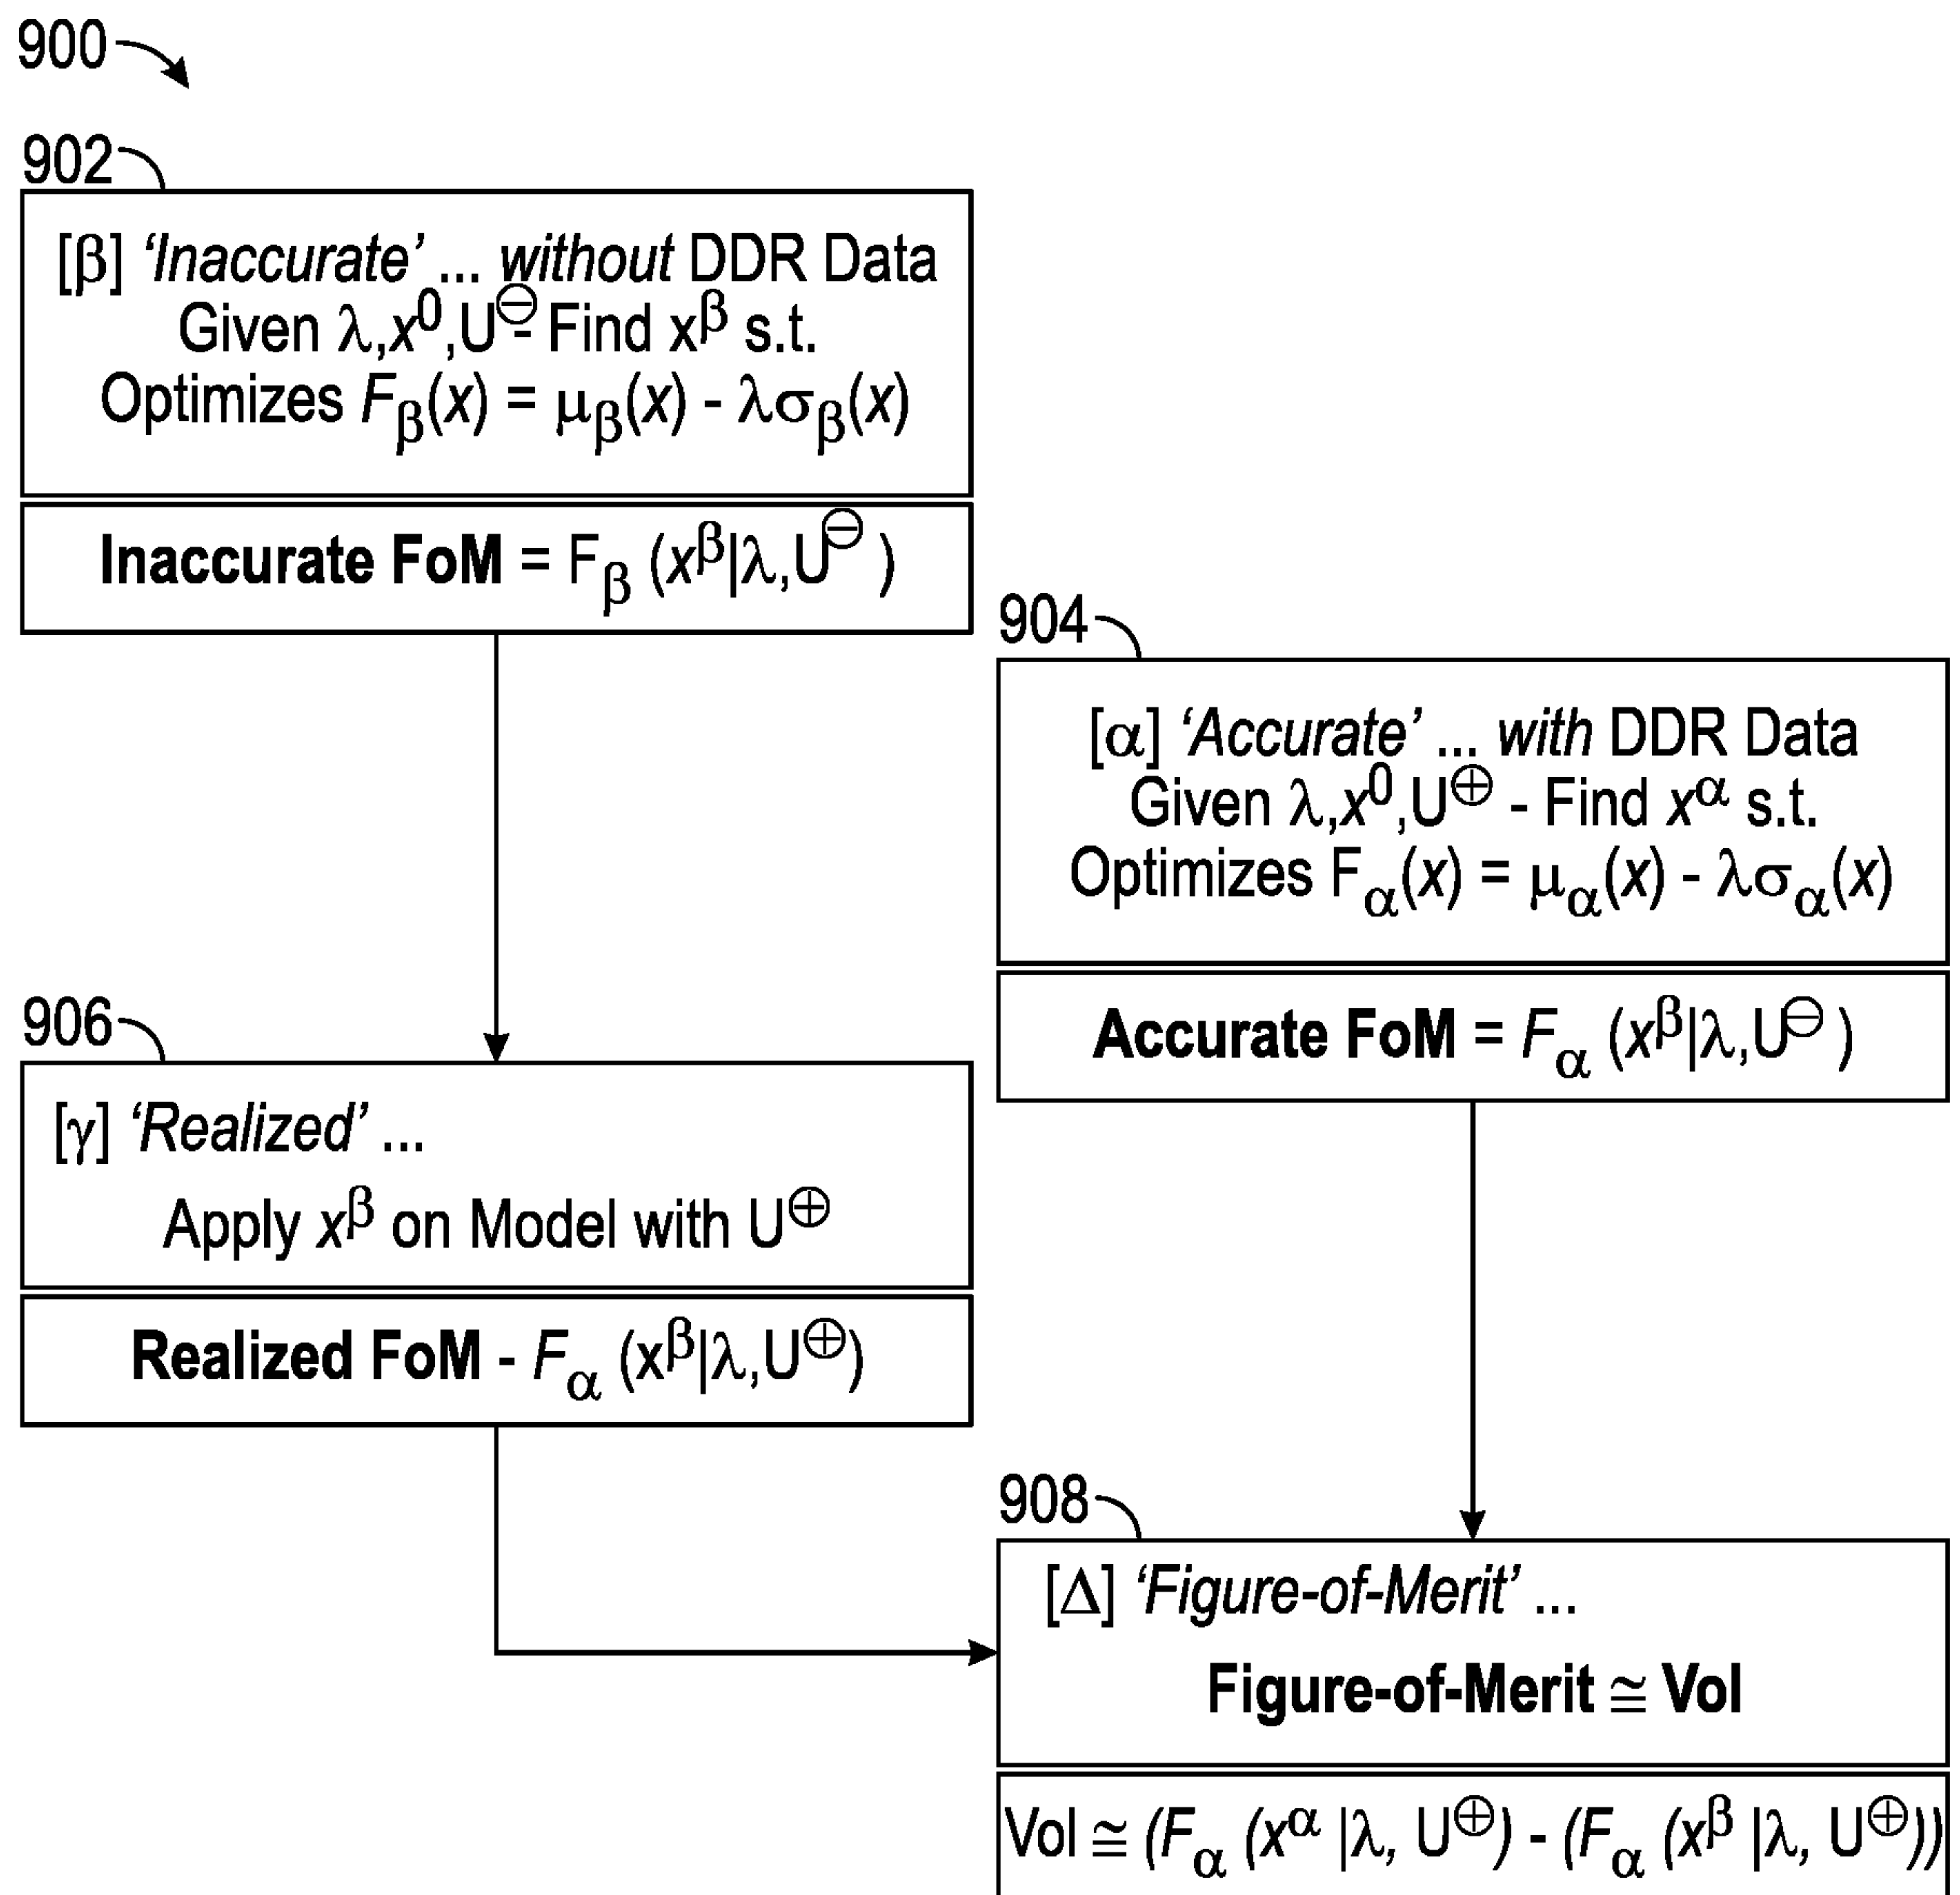 900
902
[β] ‘Inaccurate’ ... without DDR Data
Given λ,x⁰,U⊖ - Find xᵝ s.t.
Optimizes Fᵦ(x) = μᵦ(x) - λσᵦ(x)
Inaccurate FoM = Fᵦ (xᵝ|λ,U⊖ )
904
[α] ‘Accurate’ ... with DDR Data
Given λ,x⁰,U⊕ - Find xα s.t.
Optimizes Fα(x) = μα(x) - λσα(x)
Accurate FoM = Fα (xᵝ|λ,U⊖ )
906
[γ] ‘Realized’ ...
Apply xᵝ on Model with U⊕
Realized FoM - Fα (xᵝ|λ,U⊕)
908
[Δ] ‘Figure-of-Merit’ ...
Figure-of-Merit ≅ Vol
Vol ≅ (Fα (xα |λ, U⊕) - (Fα (xᵝ |λ, U⊕))